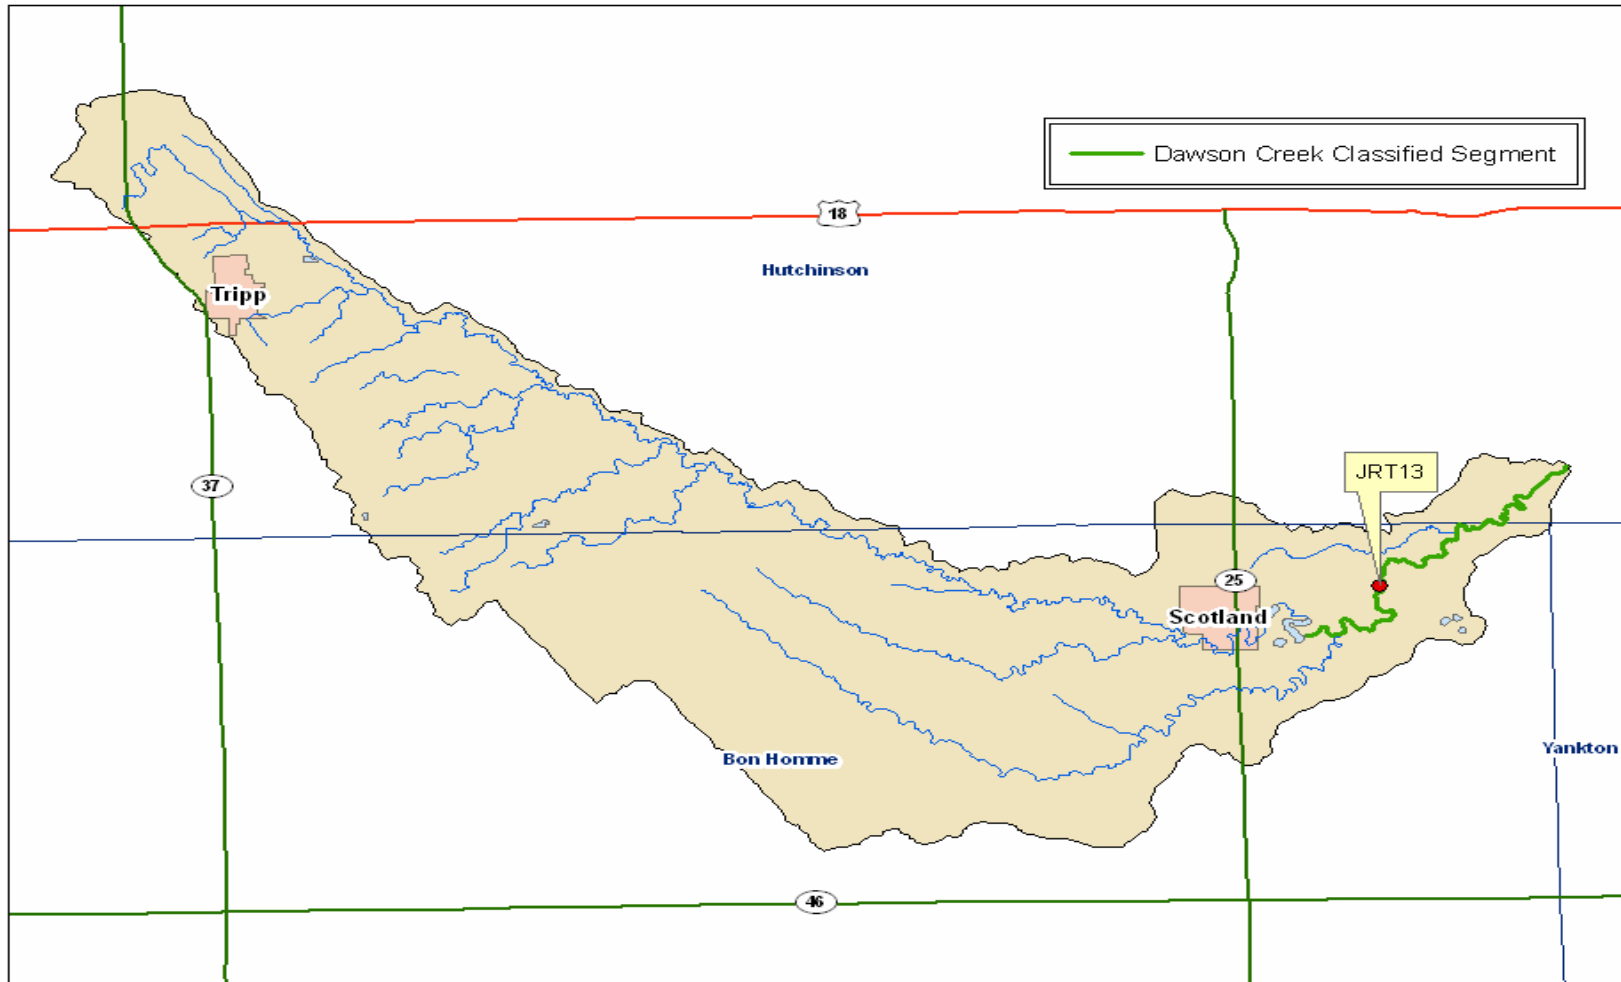 Dawson Creek Classified Segment
18
Hutchinson
Tripp
JRT13
37
25
Scotland
Yankton
Bon Homme
46